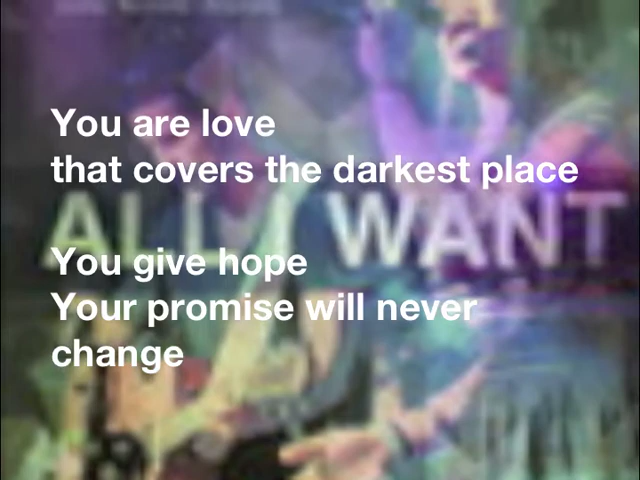 You are love
that covers the darkest place
ALL I WANT
You give hope
Your promise will never
change